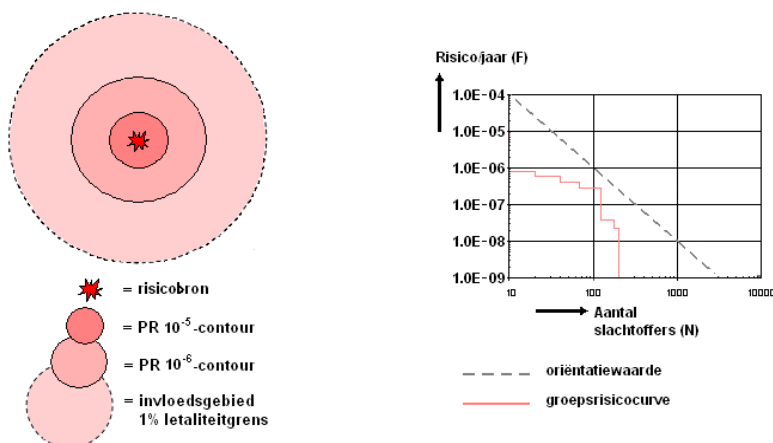 = risicobron
= PR 10⁻⁵-contour
= PR 10⁻⁶-contour
= invloedsgebied
1% letaliteitgrens
Risico/jaar (F)
1.0E-04
1.0E-05
1.0E-06
1.0E-07
1.0E-08
1.0E-09
10
100
1000
10000
Aantal
slachtoffers (N)
oriëntatiewaarde
groepsrisicocurve